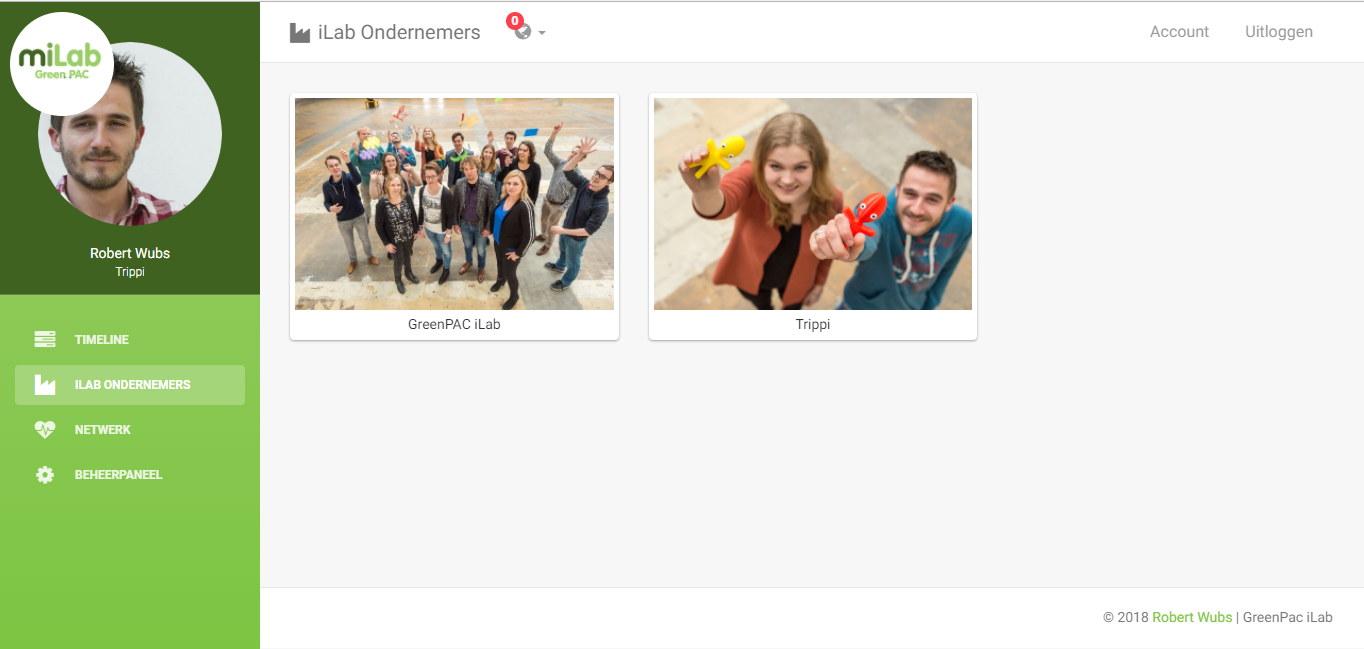 miLab
Green PAC
Robert Wubs
Trippi
TIMELINE
ILAB ONDERNEMERS
NETWERK
BEHEERPANEEL
iLab Ondernemers
0
Account
Uitloggen
GreenPAC iLab
Trippi
© 2018 Robert Wubs | GreenPac iLab